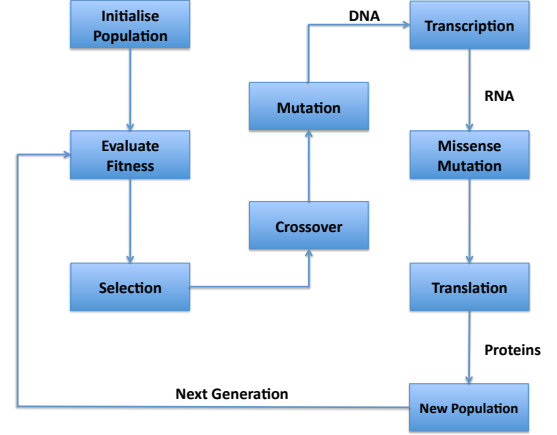 Initialise
Population
Evaluate
Fitness
Selection
Crossover
Mutation
DNA
Transcription
RNA
Missense
Mutation
Translation
Proteins
New Population
Next Generation